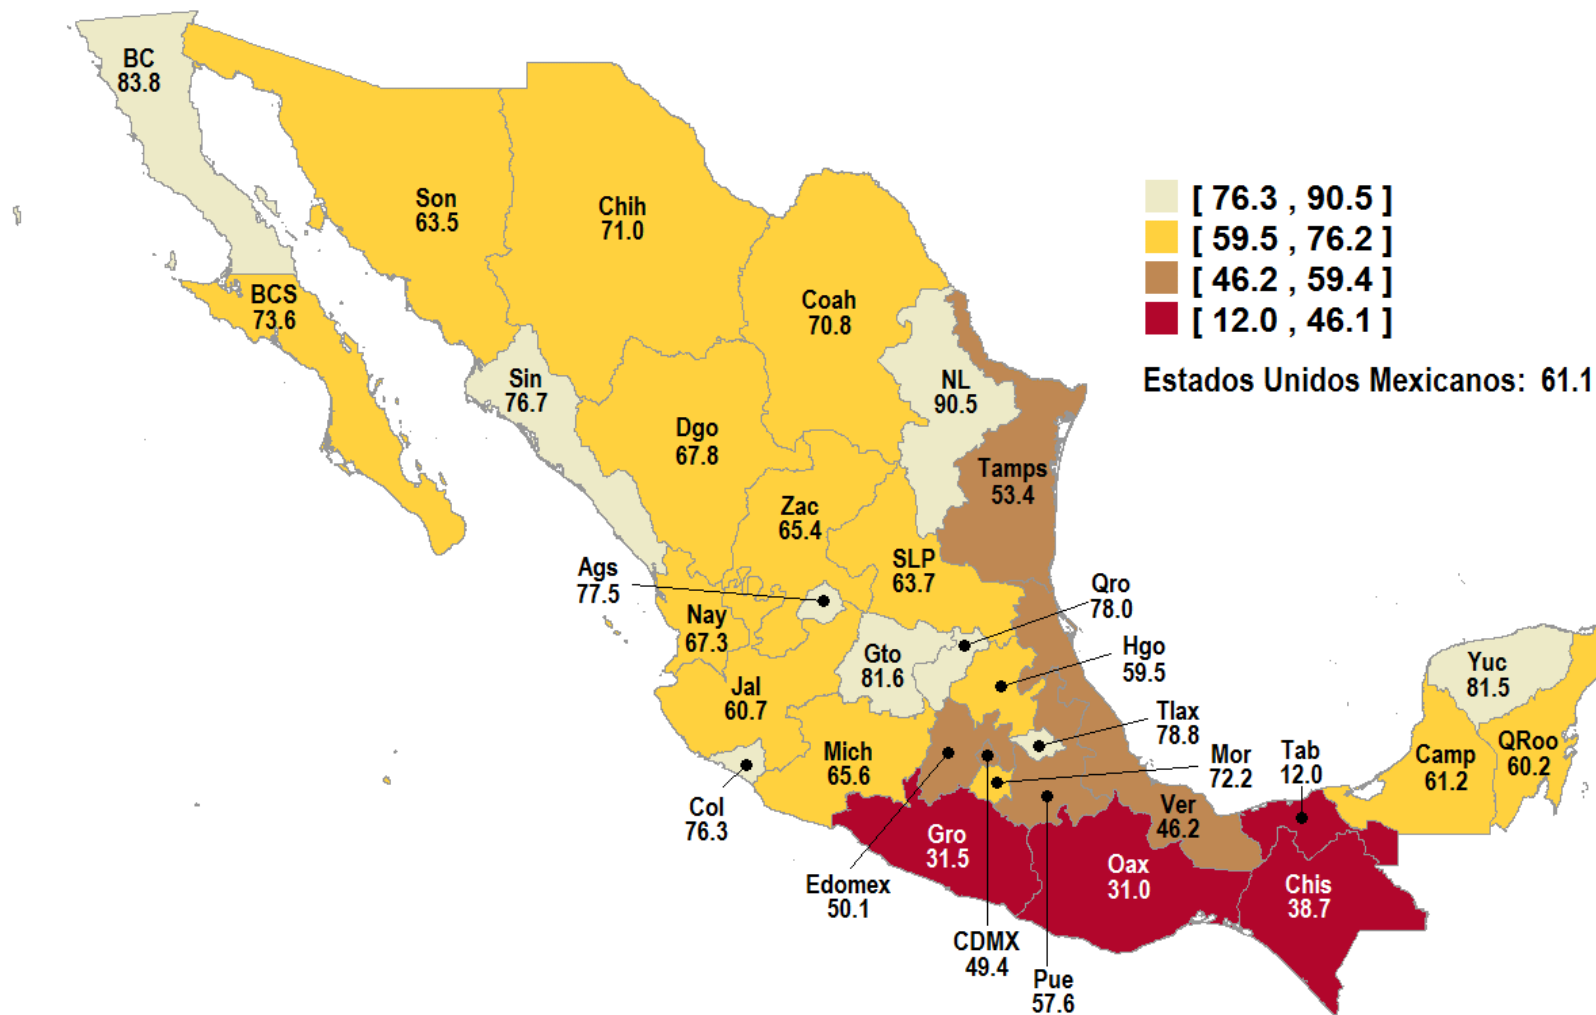 BC
83.8
Son
63.5
Chih
71.0
[ 76.3 , 90.5 ]
[ 59.5 , 76.2 ]
[ 46.2 , 59.4 ]
[ 12.0 , 46.1 ]
Estados Unidos Mexicanos: 61.1
BCS
73.6
Coah
70.8
Sin
76.7
NL
90.5
Dgo
67.8
Tamps
53.4
Zac
65.4
SLP
63.7
Ags
77.5
Qro
78.0
Nay
67.3
Gto
81.6
Hgo
59.5
Yuc
81.5
Jal
60.7
Tlax
78.8
Mich
65.6
Mor
72.2
Tab
12.0
Camp
61.2
QRoo
60.2
Col
76.3
Ver
46.2
Gro
31.5
Oax
31.0
Chis
38.7
Edomex
50.1
CDMX
49.4
Pue
57.6